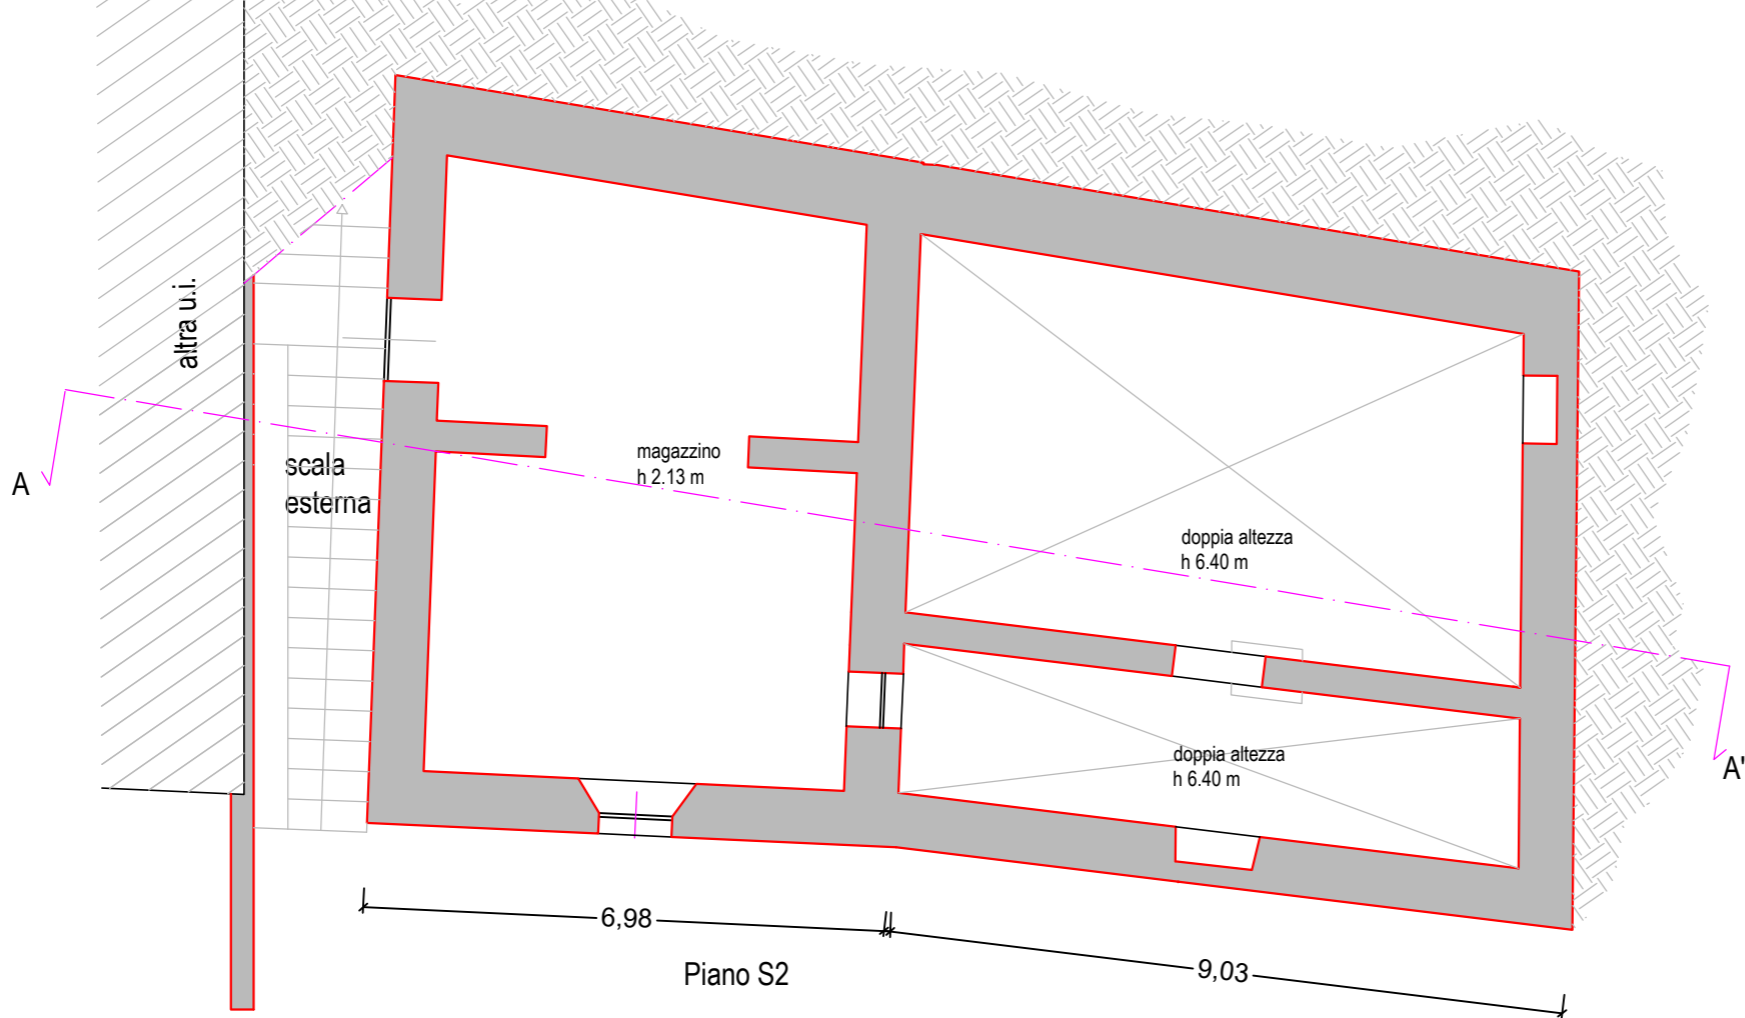 altra u.i.
A
scala
esterna
magazzino
h 2.13 m
doppia altezza
h 6.40 m
doppia altezza
h 6.40 m
A'
6,98
9,03
Piano S2